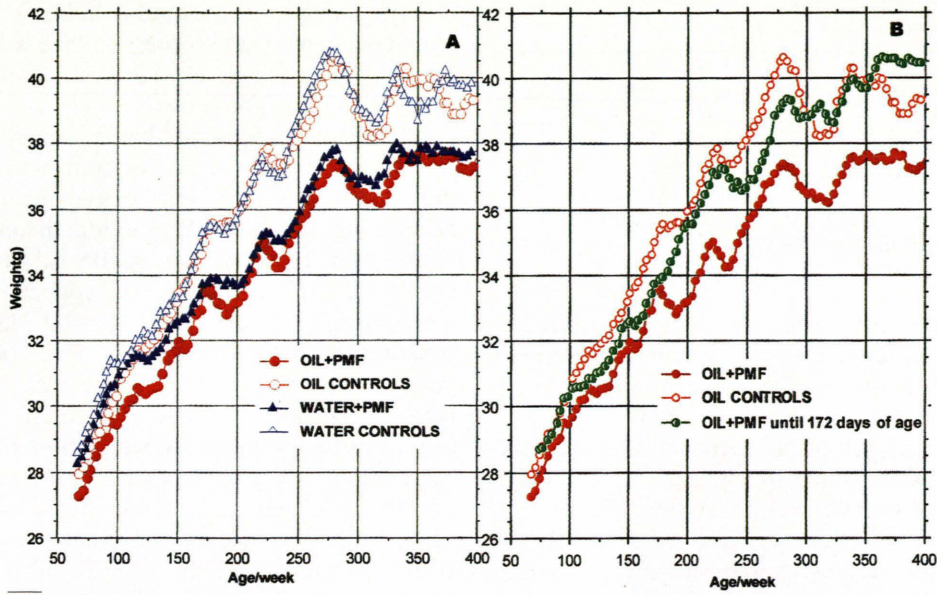 A
42
40
38
36
34
32
30
28
26
Weightg)
50 100 150 200 250 300 350 400
Age/week
OIL+PMF
OIL CONTROLS
WATER+PMF
WATER CONTROLS
B
42
40
38
36
34
32
30
28
26
50 100 150 200 250 300 350 400
Age/week
OIL+PMF
OIL CONTROLS
OIL+PMF until 172 days of age